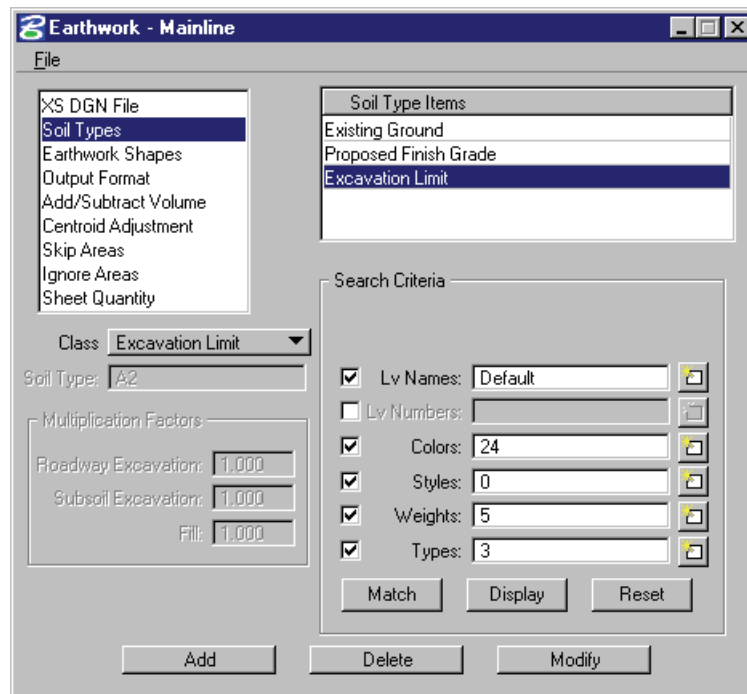 Earthwork - Mainline
File
XS DGN File
Soil Types
Earthwork Shapes
Output Format
Add/Subtract Volume
Centroid Adjustment
Skip Areas
Ignore Areas
Sheet Quantity
Soil Type Items
Existing Ground
Proposed Finish Grade
Excavation Limit
Class Excavation Limit
Soil Type: A2
Multiplication Factors
Roadway Excavation: 1.000
Subsoil Excavation: 1.000
Fill: 1.000
Search Criteria
Lv Names: Default
Lv Numbers:
Colors: 24
Styles: 0
Weights: 5
Types: 3
Match Display Reset
Add Delete Modify